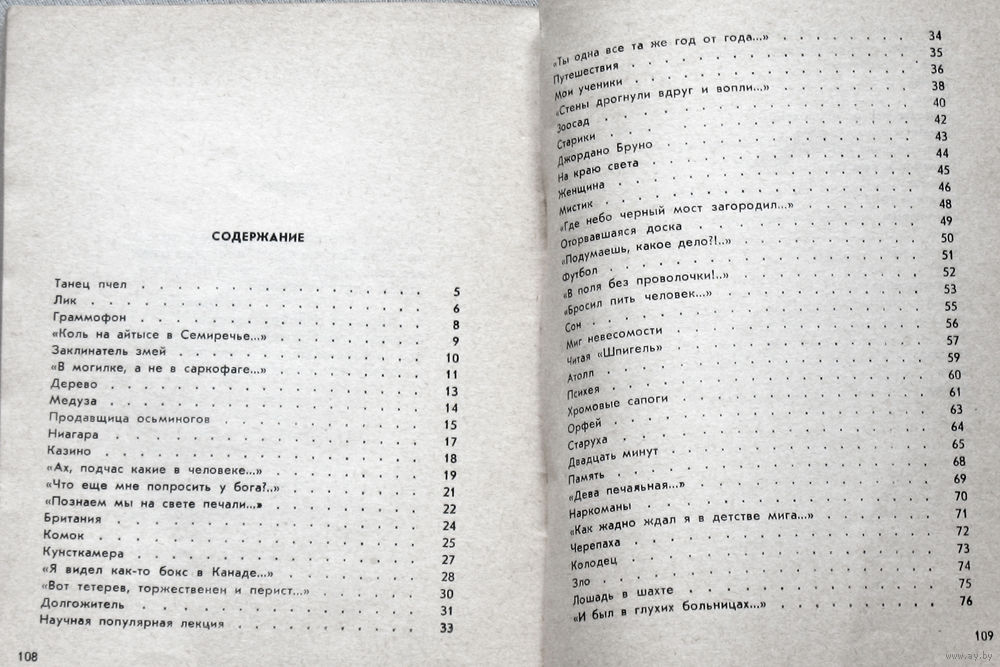 СОДЕРЖАНИЕ
Танец пчел . . . . . . . . . . 5
Лик . . . . . . . . . . 6
Граммофон . . . . . . . . . . 8
«Коль на айтысе в Семиречье...» . . . . . . 9
Заклинатель змей . . . . . . . . . . 10
«В могилке, а не в саркофаге...» . . . . . . 11
Дерево . . . . . . . . . . 13
Медуза . . . . . . . . . . 14
Продавщица осьминогов . . . . . . . . 15
Ниагара . . . . . . . . . . 17
Казино . . . . . . . . . . 18
«Ах, подчас какие в человеке...» . . . . . . 19
«Что еще мне попросить у бога?..» . . . . . . 21
«Познаем мы на свете печали...» . . . . . . 22
Британия . . . . . . . . . . 24
Комок . . . . . . . . . . 25
Кунсткамера . . . . . . . . . . 27
«Я видел как-то бокс в Канаде...» . . . . . . 28
«Вот тетерев, торжественен и перист...» . . . . 30
Долгожитель . . . . . . . . . . 31
Научная популярная лекция . . . . . . . . 33
108
«Ты одна все та же год от года...» . . . . . . 34
Путешествия . . . . . . . . . . 35
Мои ученики . . . . . . . . . . 36
«Стены дрогнули вдруг и вопли...» . . . . . . 38
Зоосад . . . . . . . . . . 40
Старики . . . . . . . . . . 42
Джордано Бруно . . . . . . . . . . 43
На краю света . . . . . . . . . . 44
Женщина . . . . . . . . . . 45
Мистик . . . . . . . . . . 46
«Где небо черный мост загородил...» . . . . . . 48
Оторвавшаяся доска . . . . . . . . 49
«Подумаешь, какое дело?!..» . . . . . . . 50
Футбол . . . . . . . . . . 51
«В поля без проволочки!..» . . . . . . . 52
«Бросил пить человек...» . . . . . . . . 53
Сон . . . . . . . . . . 55
Миг невесомости . . . . . . . . . . 56
Читая «Шпигель» . . . . . . . . . . 57
Атолл . . . . . . . . . . 59
Психея . . . . . . . . . . 60
Хромовые сапоги . . . . . . . . . . 61
Орфей . . . . . . . . . . 63
Старуха . . . . . . . . . . 64
Двадцать минут . . . . . . . . . . 65
Память . . . . . . . . . . 68
«Дева печальная...» . . . . . . . . . 69
Наркоманы . . . . . . . . . . 70
«Как жадно ждал я в детстве мига...» . . . . . 71
Черепаха . . . . . . . . . . 72
Колодец . . . . . . . . . . 73
Зло . . . . . . . . . . 74
Лошадь в шахте . . . . . . . . . . 75
«И был в глухих больницах...» . . . . . . . 76
109
www.ay.by